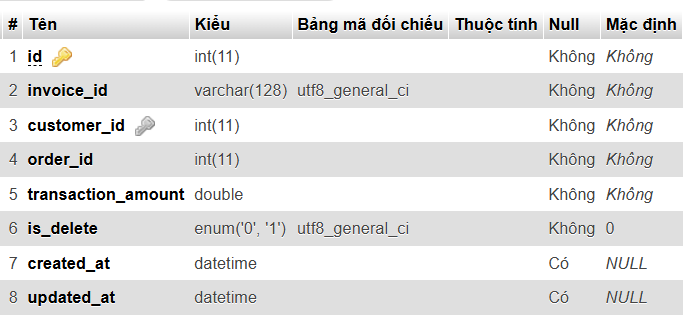 # Tên Kiểu Bảng mã đối chiếu Thuộc tính Null Mặc định
1 id int(11) Không Không
2 invoice_id varchar(128) utf8_general_ci Không Không
3 customer_id int(11) Không Không
4 order_id int(11) Không Không
5 transaction_amount double Không Không
6 is_delete enum('0', '1') utf8_general_ci Không 0
7 created_at datetime Có NULL
8 updated_at datetime Có NULL